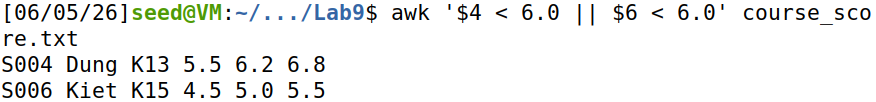 [06/05/26]seed@VM:~/.../Lab9$ awk '$4 < 6.0 || $6 < 6.0' course_sco
re.txt
S004 Dung K13 5.5 6.2 6.8
S006 Kiet K15 4.5 5.0 5.5